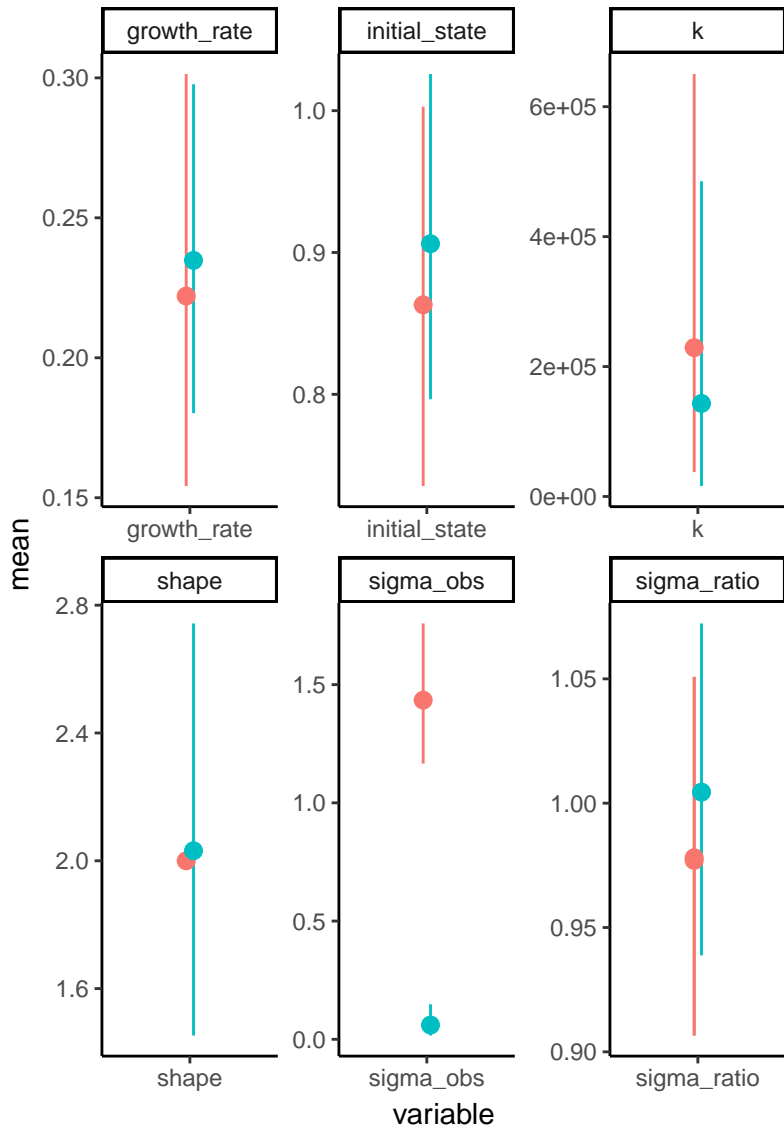 growth_rate
initial_state
k
0.30
0.25
0.20
0.15
1.0
0.9
0.8
6e+05
4e+05
2e+05
0e+00
growth_rate
initial_state
k
mean
shape
sigma_obs
sigma_ratio
2.8
2.4
2.0
1.6
1.5
1.0
0.5
0.0
1.05
1.00
0.95
0.90
shape
sigma_obs
sigma_ratio
variable